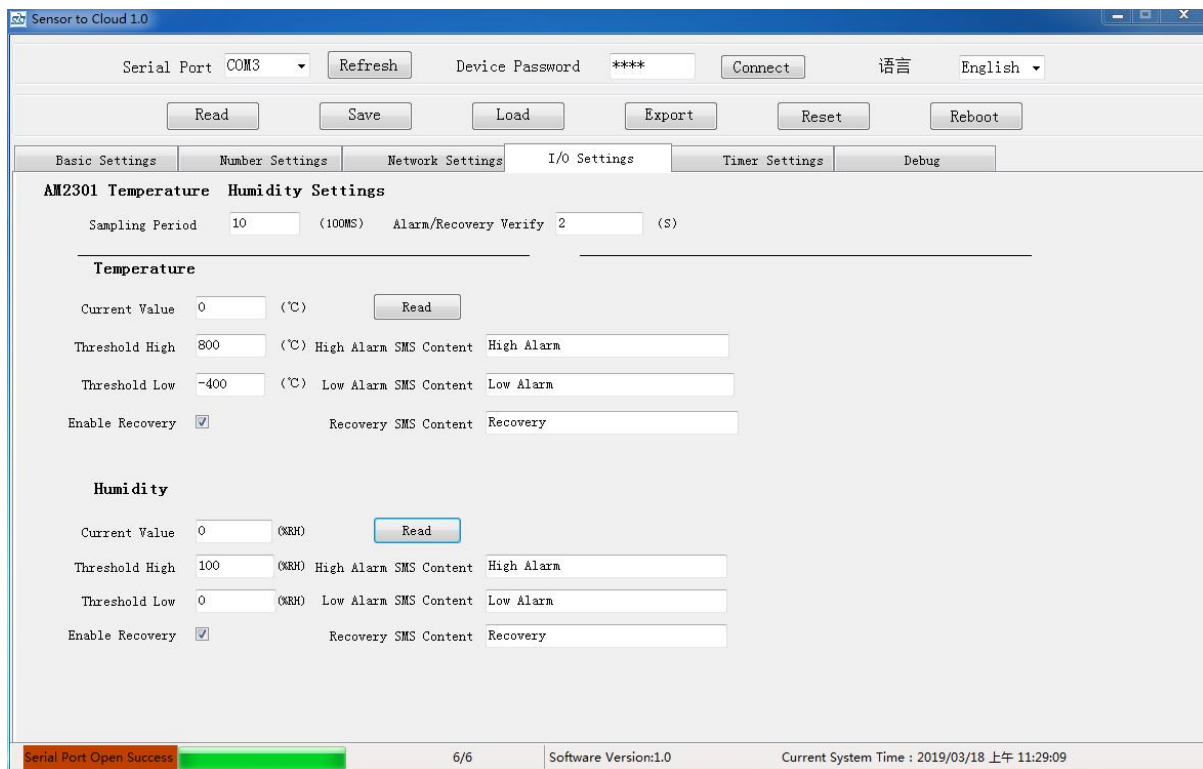 Sensor to Cloud 1.0
Serial Port COM3 Refresh Device Password **** Connect 语言 English
Read Save Load Export Reset Reboot
Basic Settings Number Settings Network Settings I/O Settings Timer Settings Debug
AM2301 Temperature Humidity Settings
Sampling Period 10 (100MS) Alarm/Recovery Verify 2 (S)
Temperature
Current Value 0 (℃) Read
Threshold High 800 (℃) High Alarm SMS Content High Alarm
Threshold Low -400 (℃) Low Alarm SMS Content Low Alarm
Enable Recovery Recovery SMS Content Recovery
Humidity
Current Value 0 (%RH) Read
Threshold High 100 (%RH) High Alarm SMS Content High Alarm
Threshold Low 0 (%RH) Low Alarm SMS Content Low Alarm
Enable Recovery Recovery SMS Content Recovery
Serial Port Open Success 6/6 Software Version:1.0 Current System Time : 2019/03/18 上午 11:29:09